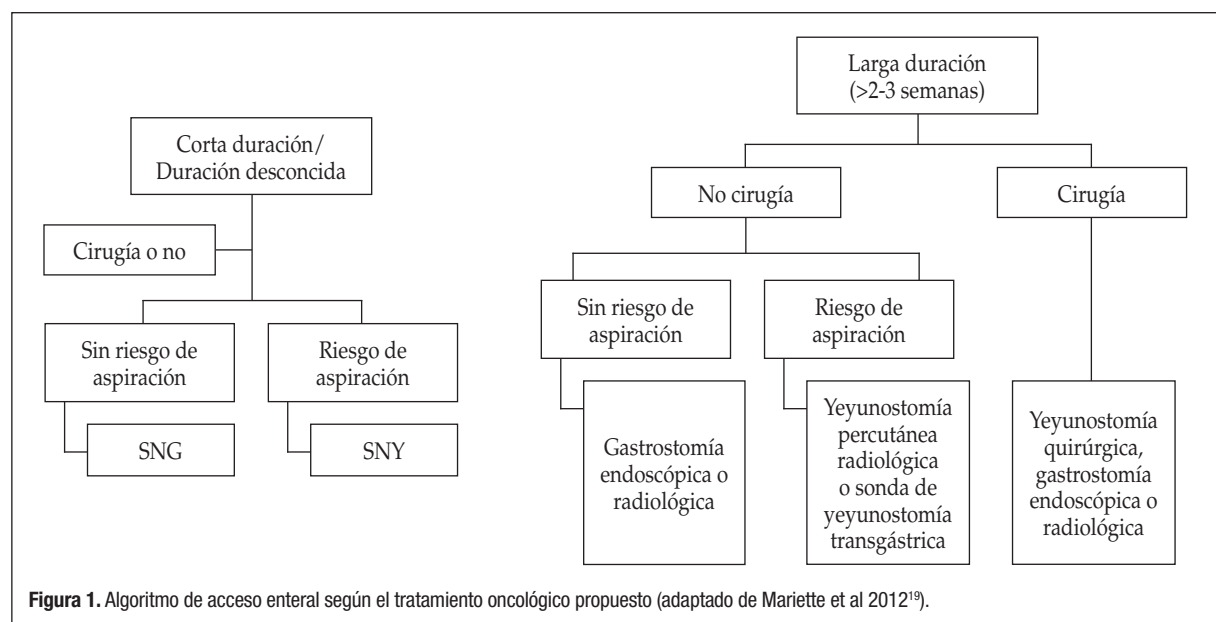 Corta duración/
Duración desconcida
Cirugía o no
Sin riesgo de
aspiración
Riesgo de
aspiración
SNG
SNY
Larga duración
(>2-3 semanas)
No cirugía
Cirugía
Sin riesgo de
aspiración
Riesgo de
aspiración
Gastrostomía
endoscópica o
radiológica
Yeyunostomía
percutánea
radiológica
o sonda de
yeyunostomía
transgástrica
Yeyunostomía
quirúrgica,
gastrostomía
endoscópica o
radiológica
Figura 1. Algoritmo de acceso enteral según el tratamiento oncológico propuesto (adaptado de Mariette et al 2012¹⁹).